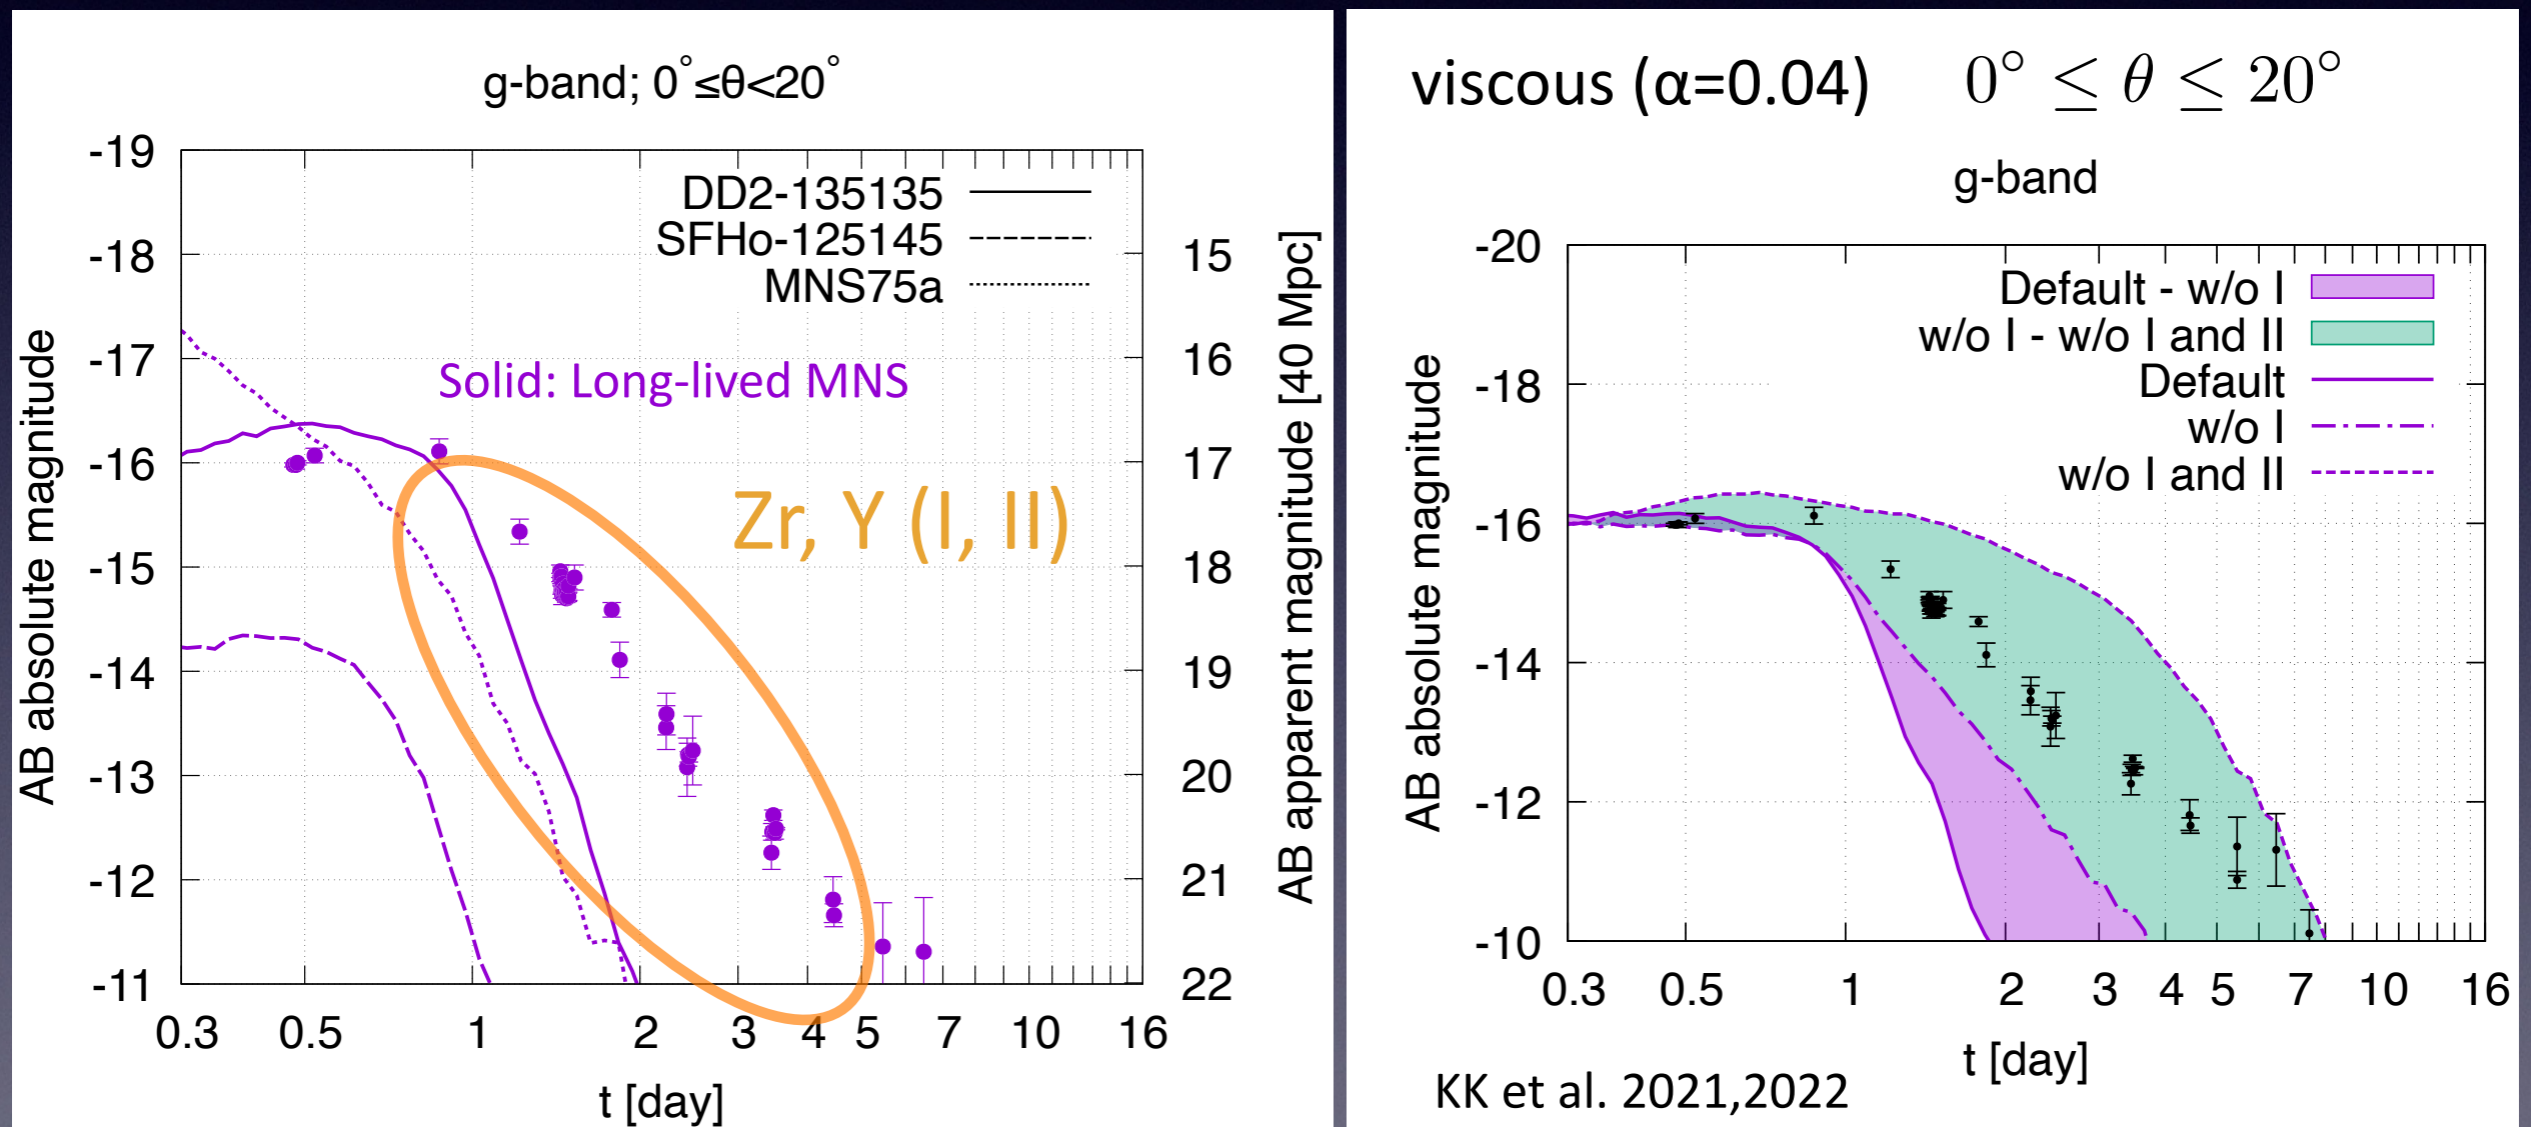 g-band; 0°≤θ<20°
-19
-18
-17
-16
-15
-14
-13
-12
-11
AB absolute magnitude
DD2-135135
SFHo-125145
MNS75a
Solid: Long-lived MNS
Zr, Y (I, II)
15
16
17
18
19
20
21
22
AB apparent magnitude [40 Mpc]
0.3 0.5 1 2 3 4 5 7 10 16
t [day]
viscous (α=0.04) 0° ≤ θ ≤ 20°
g-band
-20
-18
-16
-14
-12
-10
AB absolute magnitude
Default - w/o I
w/o I - w/o I and II
Default
w/o I
w/o I and II
0.3 0.5 1 2 3 4 5 7 10 16
t [day]
KK et al. 2021,2022